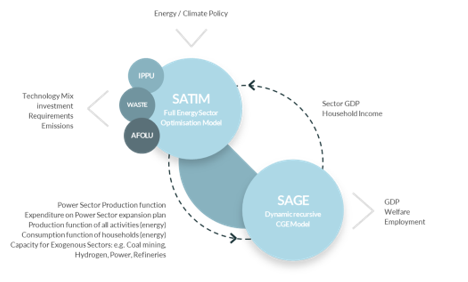 Energy / Climate Policy
IPPU
WASTE
AFOLU
SATIM
Full Energy Sector
Optimisation Model
Technology Mix
investment
Requirements
Emissions
Sector GDP
Household Income
SAGE
Dynamic recursive
CGE Model
GDP
Welfare
Employment
Power Sector Production function
Expenditure on Power Sector expansion plan
Production function of all activities (energy)
Consumption function of households (energy)
Capacity for Exogenous Sectors: e.g. Coal mining,
Hydrogen, Power, Refineries